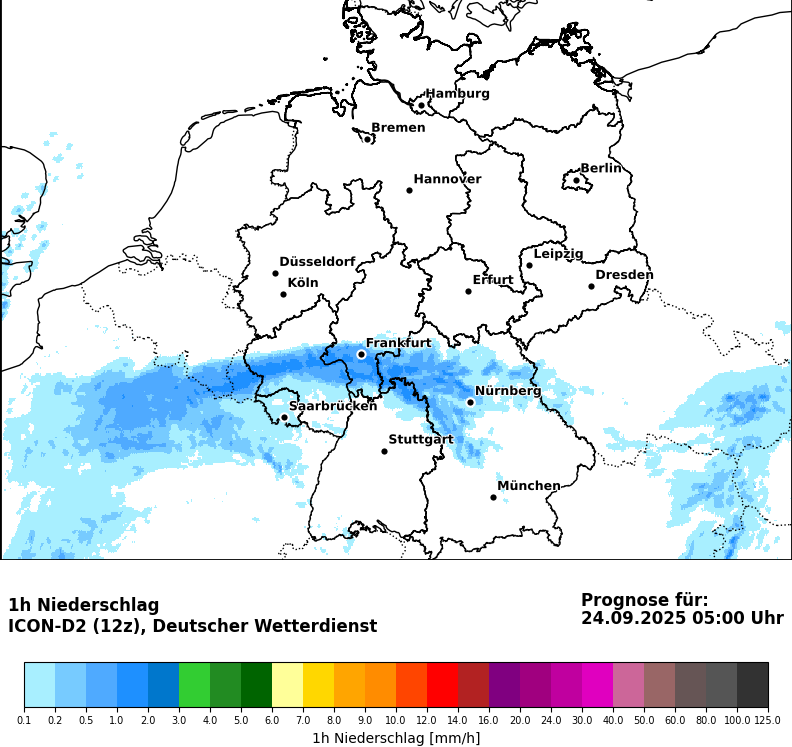 Hamburg
Bremen
Berlin
Hannover
Leipzig
Düsseldorf
Dresden
Köln
Erfurt
Frankfurt
Nürnberg
Saarbrücken
Stuttgart
München
1h Niederschlag
ICON-D2 (12z), Deutscher Wetterdienst
Prognose für:
24.09.2025 05:00 Uhr
0.1 0.2 0.5 1.0 2.0 3.0 4.0 5.0 6.0 7.0 8.0 9.0 10.0 12.0 14.0 16.0 20.0 24.0 30.0 40.0 50.0 60.0 80.0 100.0 125.0
1h Niederschlag [mm/h]